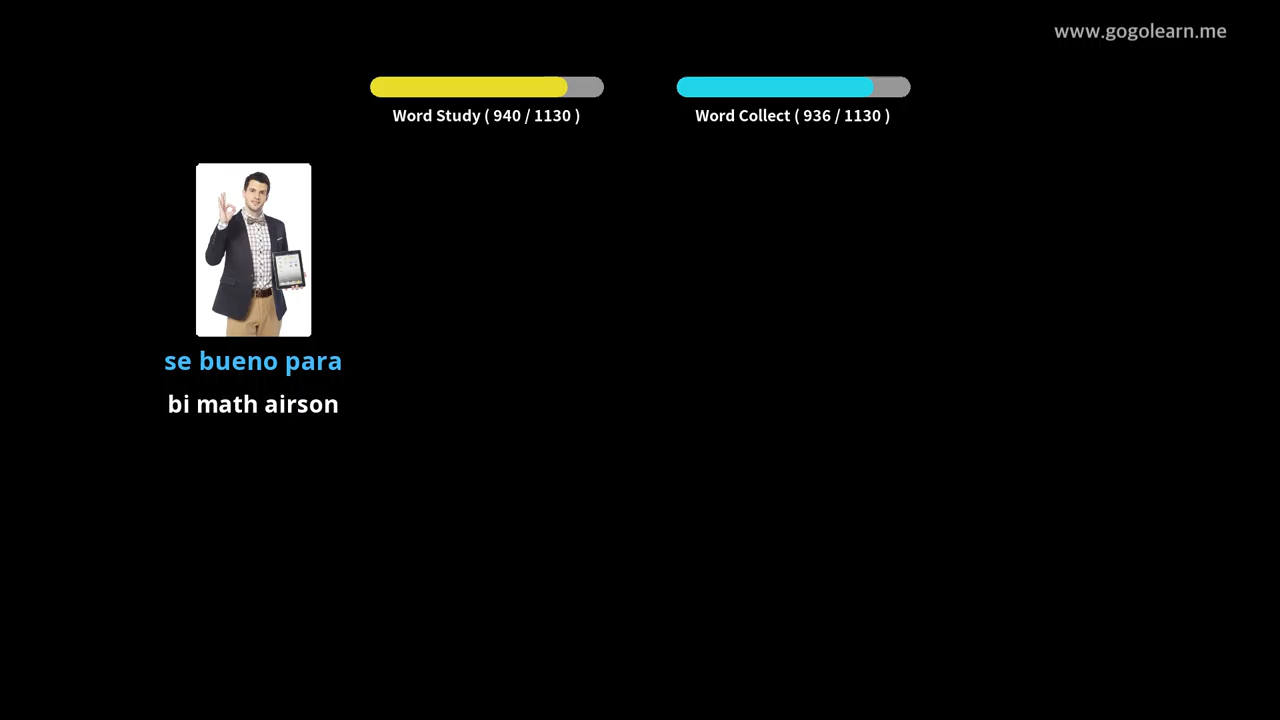 www.gogolearn.me
Word Study ( 940 / 1130 )
Word Collect ( 936 / 1130 )
se bueno para
bi math airson